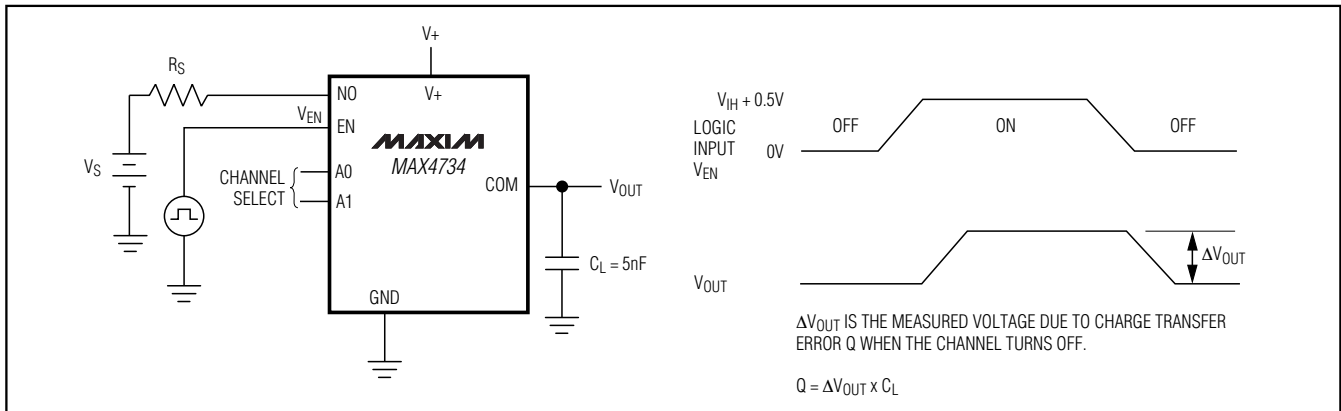 V+
RS
NO
V+
VEN
EN
MAXIM
MAX4734
VS
CHANNEL
SELECT
A0
A1
COM
VOUT
CL = 5nF
GND
VIH + 0.5V
LOGIC
INPUT
VEN
0V
OFF
ON
OFF
VOUT
ΔVOUT
ΔVOUT IS THE MEASURED VOLTAGE DUE TO CHARGE TRANSFER
ERROR Q WHEN THE CHANNEL TURNS OFF.
Q = ΔVOUT x CL